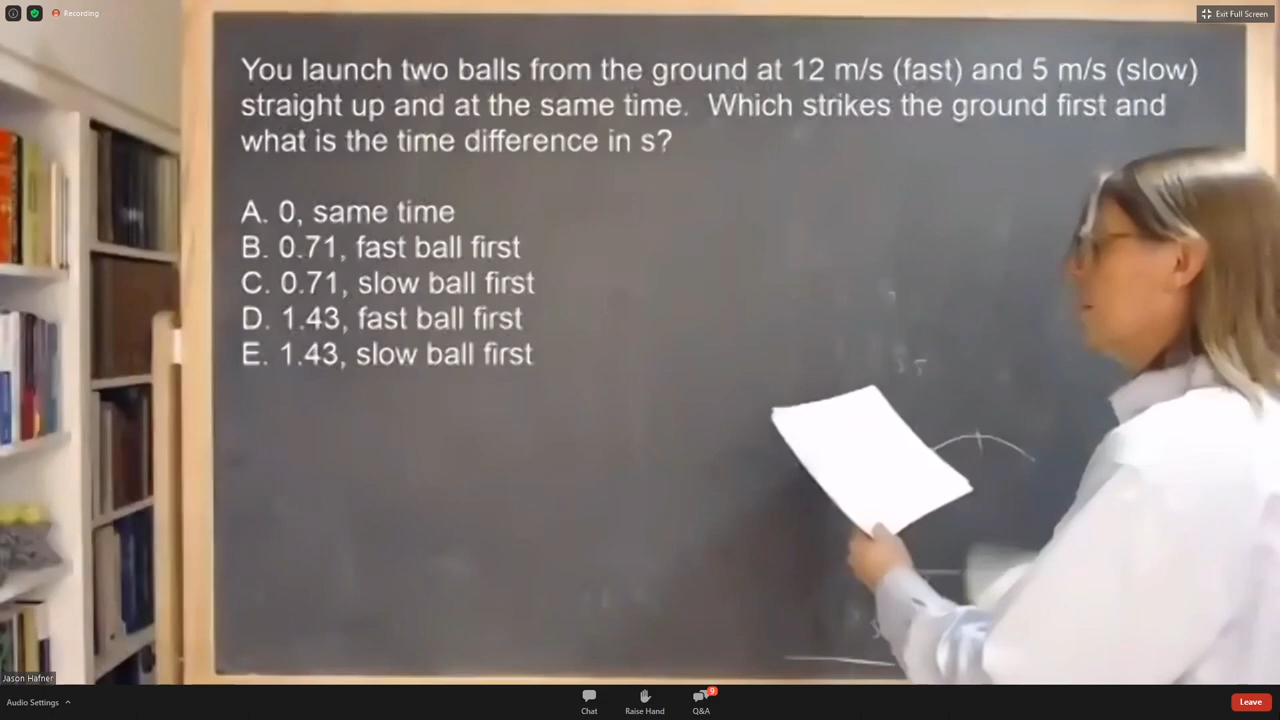 Recording
Exit Full Screen
You launch two balls from the ground at 12 m/s (fast) and 5 m/s (slow)
straight up and at the same time. Which strikes the ground first and
what is the time difference in s?
A. 0, same time
B. 0.71, fast ball first
C. 0.71, slow ball first
D. 1.43, fast ball first
E. 1.43, slow ball first
Jason Hafner
Audio Settings
Chat
Raise Hand
9
Q&A
Leave